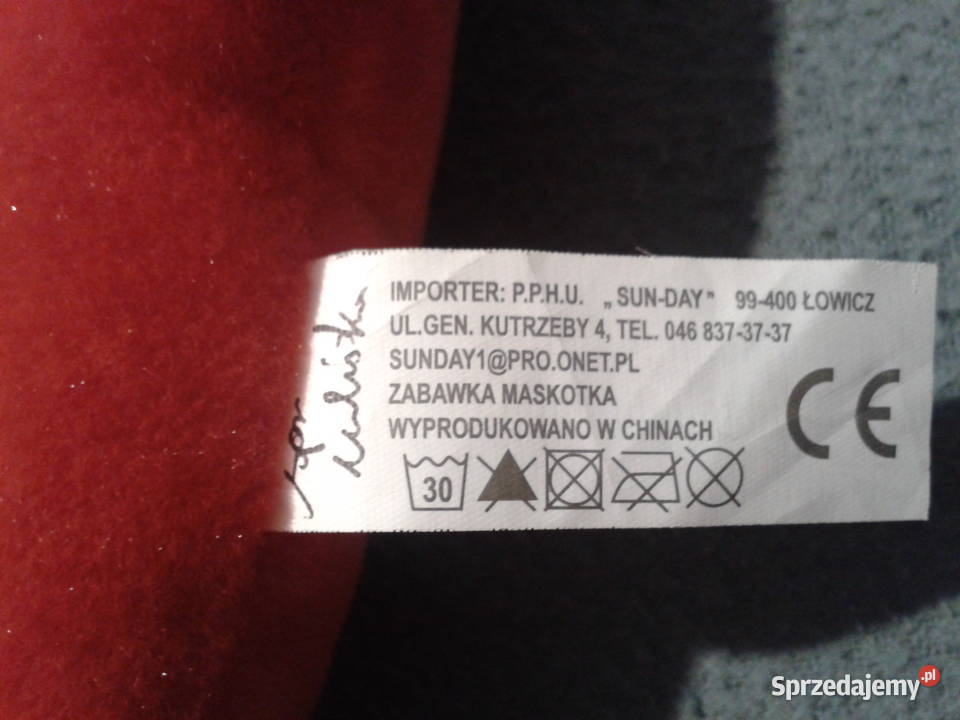 IMPORTER: P.P.H.U. „SUN-DAY" 99-400 ŁOWICZ
UL.GEN. KUTRZEBY 4, TEL. 046 837-37-37
SUNDAY1@PRO.ONET.PL
ZABAWKA MASKOTKA
WYPRODUKOWANO W CHINACH
CE
30
Sprzedajemy.pl